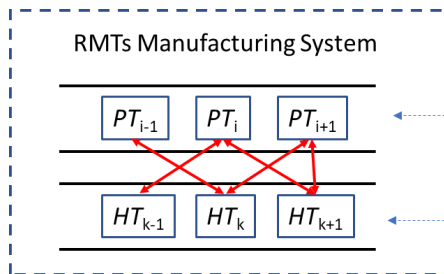 RMTs Manufacturing System
PTi-1 PTi PTi+1
HTk-1 HTk HTk+1